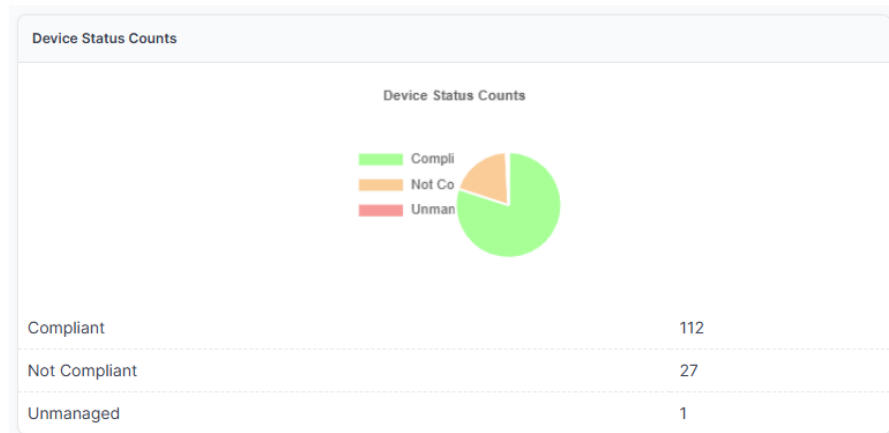 Device Status Counts
Device Status Counts
Compli
Not Co
Unman
Compliant 112
Not Compliant 27
Unmanaged 1